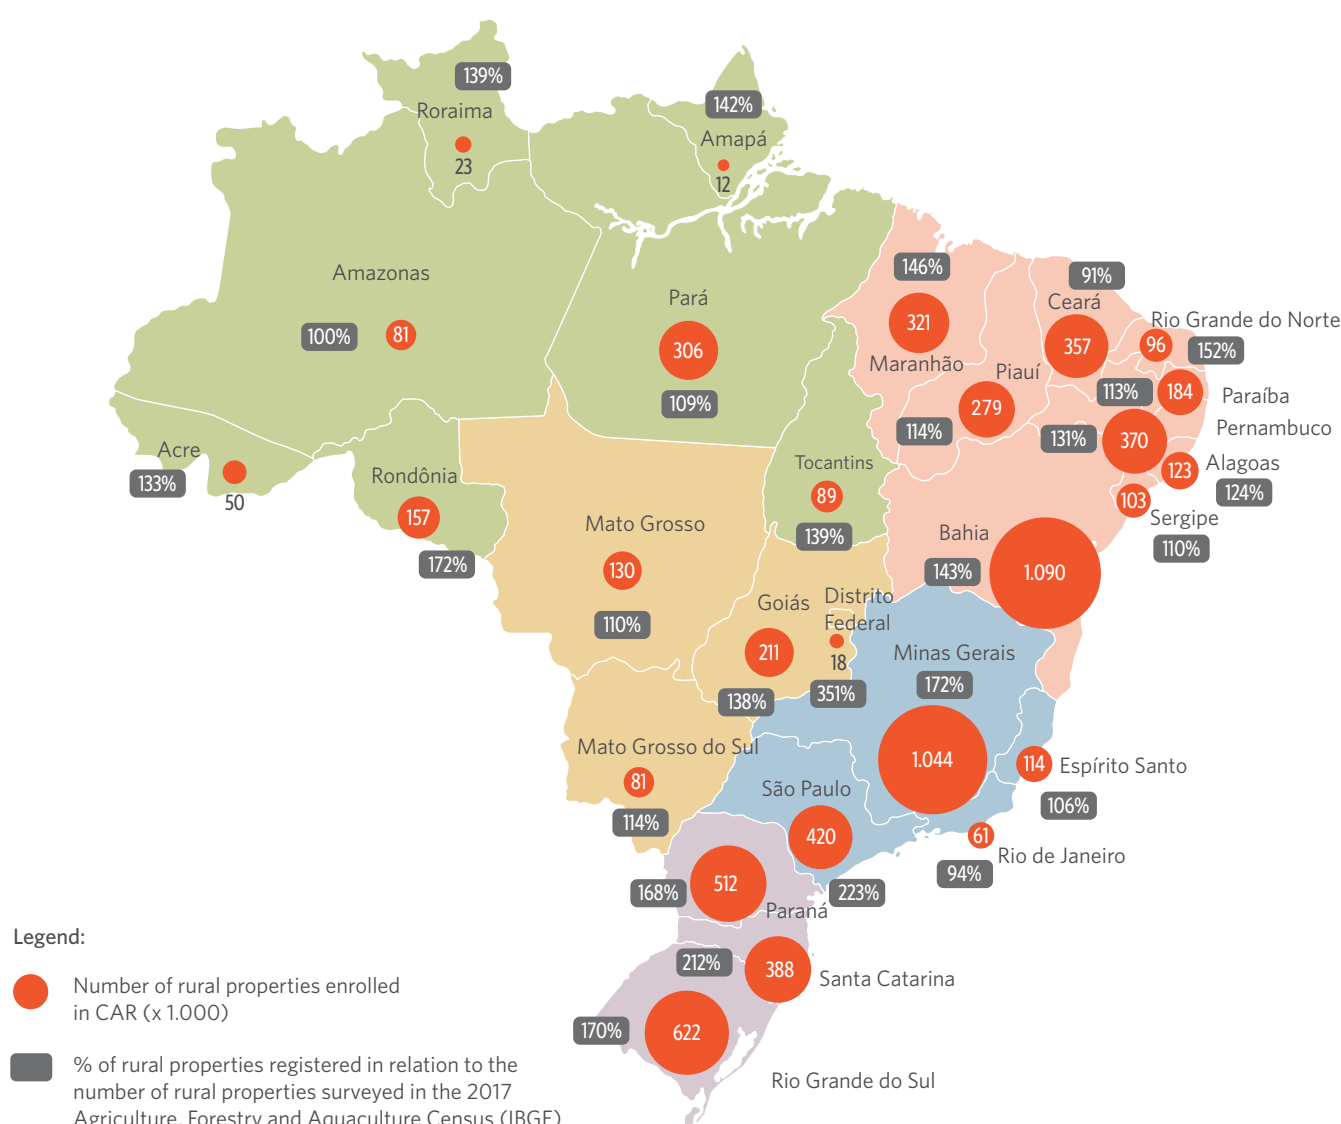 139%
Roraima
23
142%
Amapá
12
Amazonas
100%
81
Pará
306
109%
146%
321
Maranhão
91%
Ceará
357
Rio Grande do Norte
96
152%
Piauí
279
114%
113%
184
Paraíba
Pernambuco
131%
370
123
Alagoas
124%
103
Sergipe
110%
Acre
133%
50
Rondônia
157
172%
Tocantins
89
139%
Mato Grosso
130
110%
Bahia
143%
1.090
Goiás
211
138%
Distrito
Federal
18
351%
Minas Gerais
172%
1.044
Mato Grosso do Sul
81
114%
São Paulo
420
223%
114
Espírito Santo
106%
61
Rio de Janeiro
94%
168%
512
Paraná
212%
388
Santa Catarina
170%
622
Rio Grande do Sul
Legend:
Number of rural properties enrolled
in CAR (x 1.000)
% of rural properties registered in relation to the
number of rural properties surveyed in the 2017
Agriculture, Forestry and Aquaculture Census (IBGE)